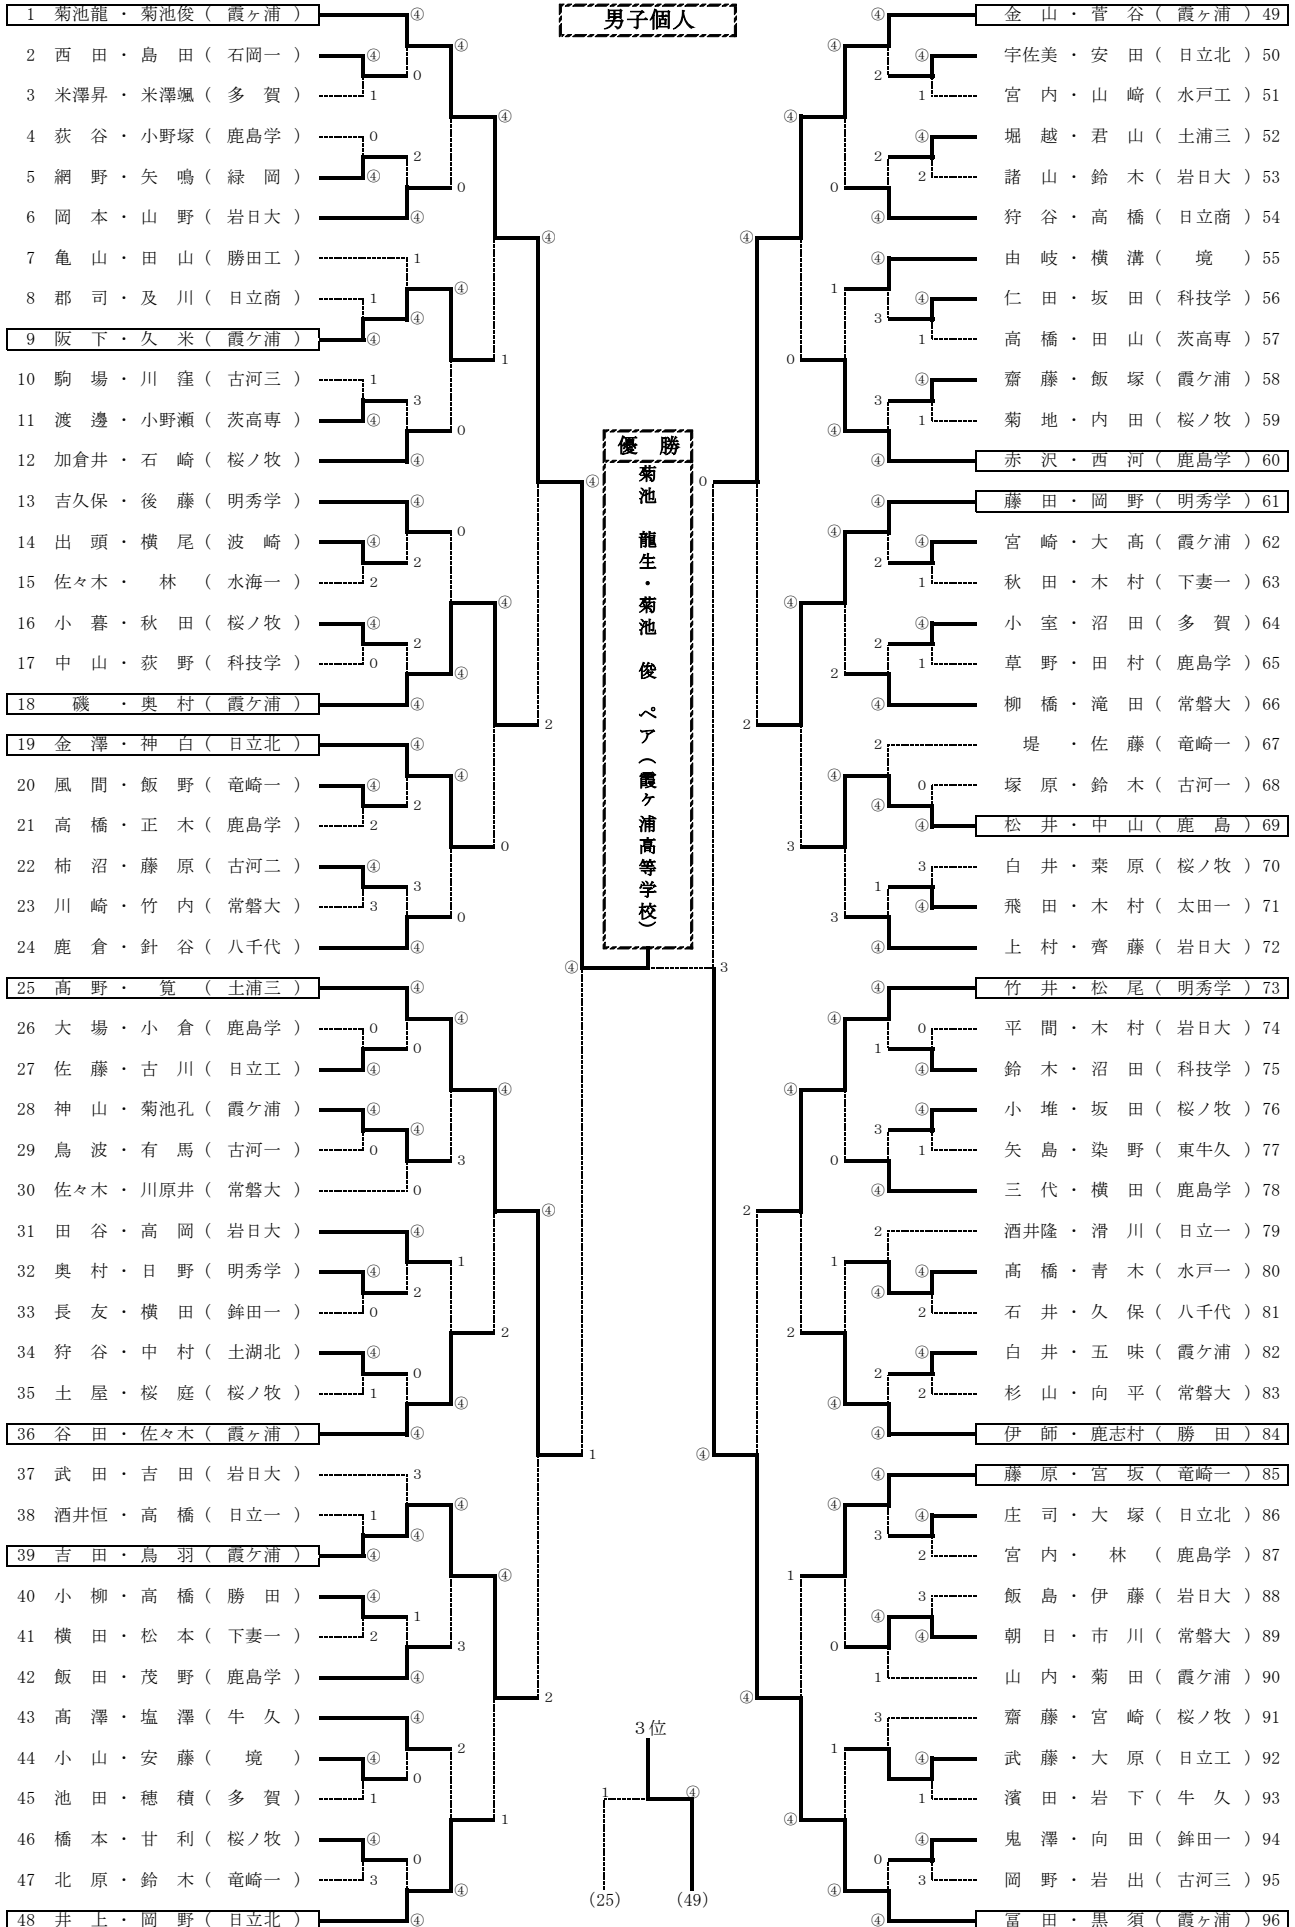 男子個人
1 菊池龍・菊池俊 ( 霞ヶ浦 )
2 西 田・島 田 ( 石岡一 )
3 米澤昇・米澤颯 ( 多 賀 )
4 荻 谷・小野塚 ( 鹿島学 )
5 網 野・矢 鳴 ( 緑 岡 )
6 岡 本・山 野 ( 岩日大 )
7 亀 山・田 山 ( 勝田工 )
8 郡 司・及 川 ( 日立商 )
9 阪 下・久 米 ( 霞ケ浦 )
10 駒 場・川 窪 ( 古河三 )
11 渡 邊・小野瀬 ( 茨高専 )
12 加倉井・石 崎 ( 桜ノ牧 )
13 吉久保・後 藤 ( 明秀学 )
14 出 頭・横 尾 ( 波 崎 )
15 佐々木・ 林 ( 水海一 )
16 小 暮・秋 田 ( 桜ノ牧 )
17 中 山・荻 野 ( 科技学 )
18 磯 ・奥 村 ( 霞ケ浦 )
19 金 澤・神 白 ( 日立北 )
20 風 間・飯 野 ( 竜崎一 )
21 高 橋・正 木 ( 鹿島学 )
22 柿 沼・藤 原 ( 古河二 )
23 川 崎・竹 内 ( 常磐大 )
24 鹿 倉・針 谷 ( 八千代 )
25 髙 野・ 筧 ( 土浦三 )
26 大 場・小 倉 ( 鹿島学 )
27 佐 藤・古 川 ( 日立工 )
28 神 山・菊池孔 ( 霞ケ浦 )
29 鳥 波・有 馬 ( 古河一 )
30 佐々木・川原井 ( 常磐大 )
31 田 谷・高 岡 ( 岩日大 )
32 奥 村・日 野 ( 明秀学 )
33 長 友・横 田 ( 鉾田一 )
34 狩 谷・中 村 ( 土湖北 )
35 土 屋・桜 庭 ( 桜ノ牧 )
36 谷 田・佐々木 ( 霞ヶ浦 )
37 武 田・吉 田 ( 岩日大 )
38 酒井恒・高 橋 ( 日立一 )
39 吉 田・鳥 羽 ( 霞ケ浦 )
40 小 柳・高 橋 ( 勝 田 )
41 横 田・松 本 ( 下妻一 )
42 飯 田・茂 野 ( 鹿島学 )
43 髙 澤・塩 澤 ( 牛 久 )
44 小 山・安 藤 ( 境 )
45 池 田・穂 積 ( 多 賀 )
46 橋 本・甘 利 ( 桜ノ牧 )
47 北 原・鈴 木 ( 竜崎一 )
48 井 上・岡 野 ( 日立北 )
優 勝
菊池 龍生・菊池 俊 ペア(霞ヶ浦高等学校)
3位
1 ④
(25) (49)
金 山・菅 谷 ( 霞ヶ浦 ) 49
宇佐美・安 田 ( 日立北 ) 50
宮 内・山 﨑 ( 水戸工 ) 51
堀 越・君 山 ( 土浦三 ) 52
諸 山・鈴 木 ( 岩日大 ) 53
狩 谷・高 橋 ( 日立商 ) 54
由 岐・横 溝 ( 境 ) 55
仁 田・坂 田 ( 科技学 ) 56
高 橋・田 山 ( 茨高専 ) 57
齋 藤・飯 塚 ( 霞ケ浦 ) 58
菊 地・内 田 ( 桜ノ牧 ) 59
赤 沢・西 河 ( 鹿島学 ) 60
藤 田・岡 野 ( 明秀学 ) 61
宮 崎・大 髙 ( 霞ケ浦 ) 62
秋 田・木 村 ( 下妻一 ) 63
小 室・沼 田 ( 多 賀 ) 64
草 野・田 村 ( 鹿島学 ) 65
柳 橋・滝 田 ( 常磐大 ) 66
堤 ・佐 藤 ( 竜崎一 ) 67
塚 原・鈴 木 ( 古河一 ) 68
松 井・中 山 ( 鹿 島 ) 69
白 井・栞 原 ( 桜ノ牧 ) 70
飛 田・木 村 ( 太田一 ) 71
上 村・齊 藤 ( 岩日大 ) 72
竹 井・松 尾 ( 明秀学 ) 73
平 間・木 村 ( 岩日大 ) 74
鈴 木・沼 田 ( 科技学 ) 75
小 堆・坂 田 ( 桜ノ牧 ) 76
矢 島・染 野 ( 東牛久 ) 77
三 代・横 田 ( 鹿島学 ) 78
酒井隆・滑 川 ( 日立一 ) 79
髙 橋・青 木 ( 水戸一 ) 80
石 井・久 保 ( 八千代 ) 81
白 井・五 味 ( 霞ケ浦 ) 82
杉 山・向 平 ( 常磐大 ) 83
伊 師・鹿志村 ( 勝 田 ) 84
藤 原・宮 坂 ( 竜崎一 ) 85
庄 司・大 塚 ( 日立北 ) 86
宮 内・ 林 ( 鹿島学 ) 87
飯 島・伊 藤 ( 岩日大 ) 88
朝 日・市 川 ( 常磐大 ) 89
山 内・菊 田 ( 霞ケ浦 ) 90
齋 藤・宮 崎 ( 桜ノ牧 ) 91
武 藤・大 原 ( 日立工 ) 92
濱 田・岩 下 ( 牛 久 ) 93
鬼 澤・向 田 ( 鉾田一 ) 94
岡 野・岩 出 ( 古河三 ) 95
冨 田・黒 須 ( 霞ヶ浦 ) 96